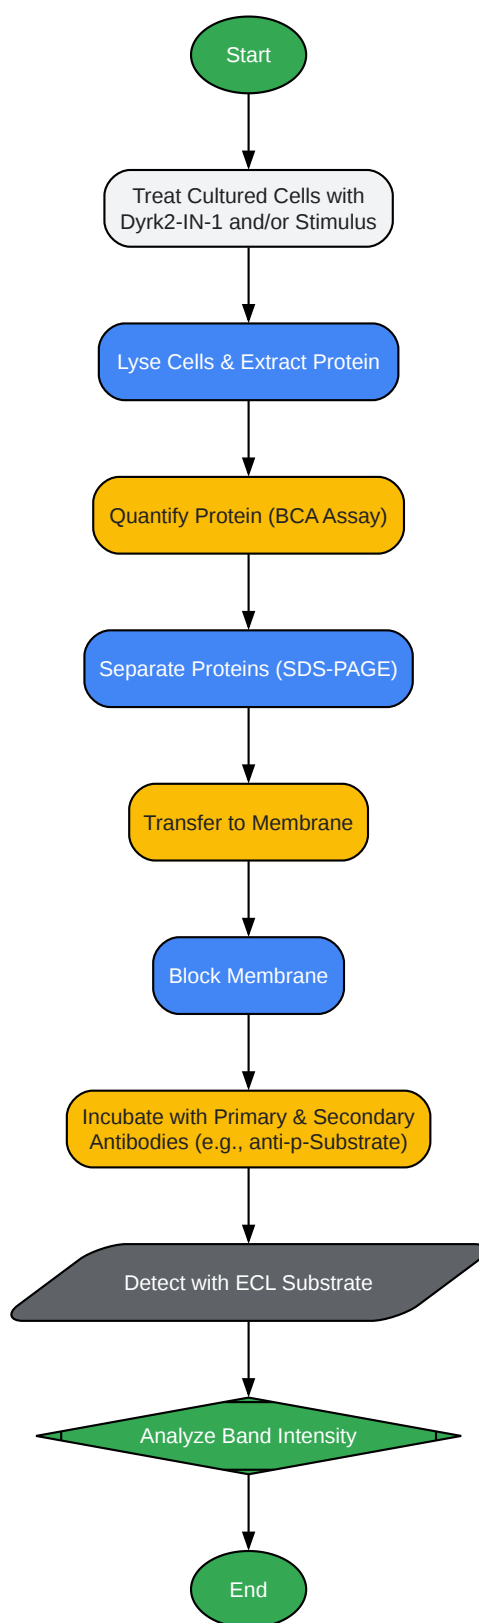 Start
Treat Cultured Cells with
Dyrk2-IN-1 and/or Stimulus
Lyse Cells & Extract Protein
Quantify Protein (BCA Assay)
Separate Proteins (SDS-PAGE)
Transfer to Membrane
Block Membrane
Incubate with Primary & Secondary
Antibodies (e.g., anti-p-Substrate)
Detect with ECL Substrate
Analyze Band Intensity
End